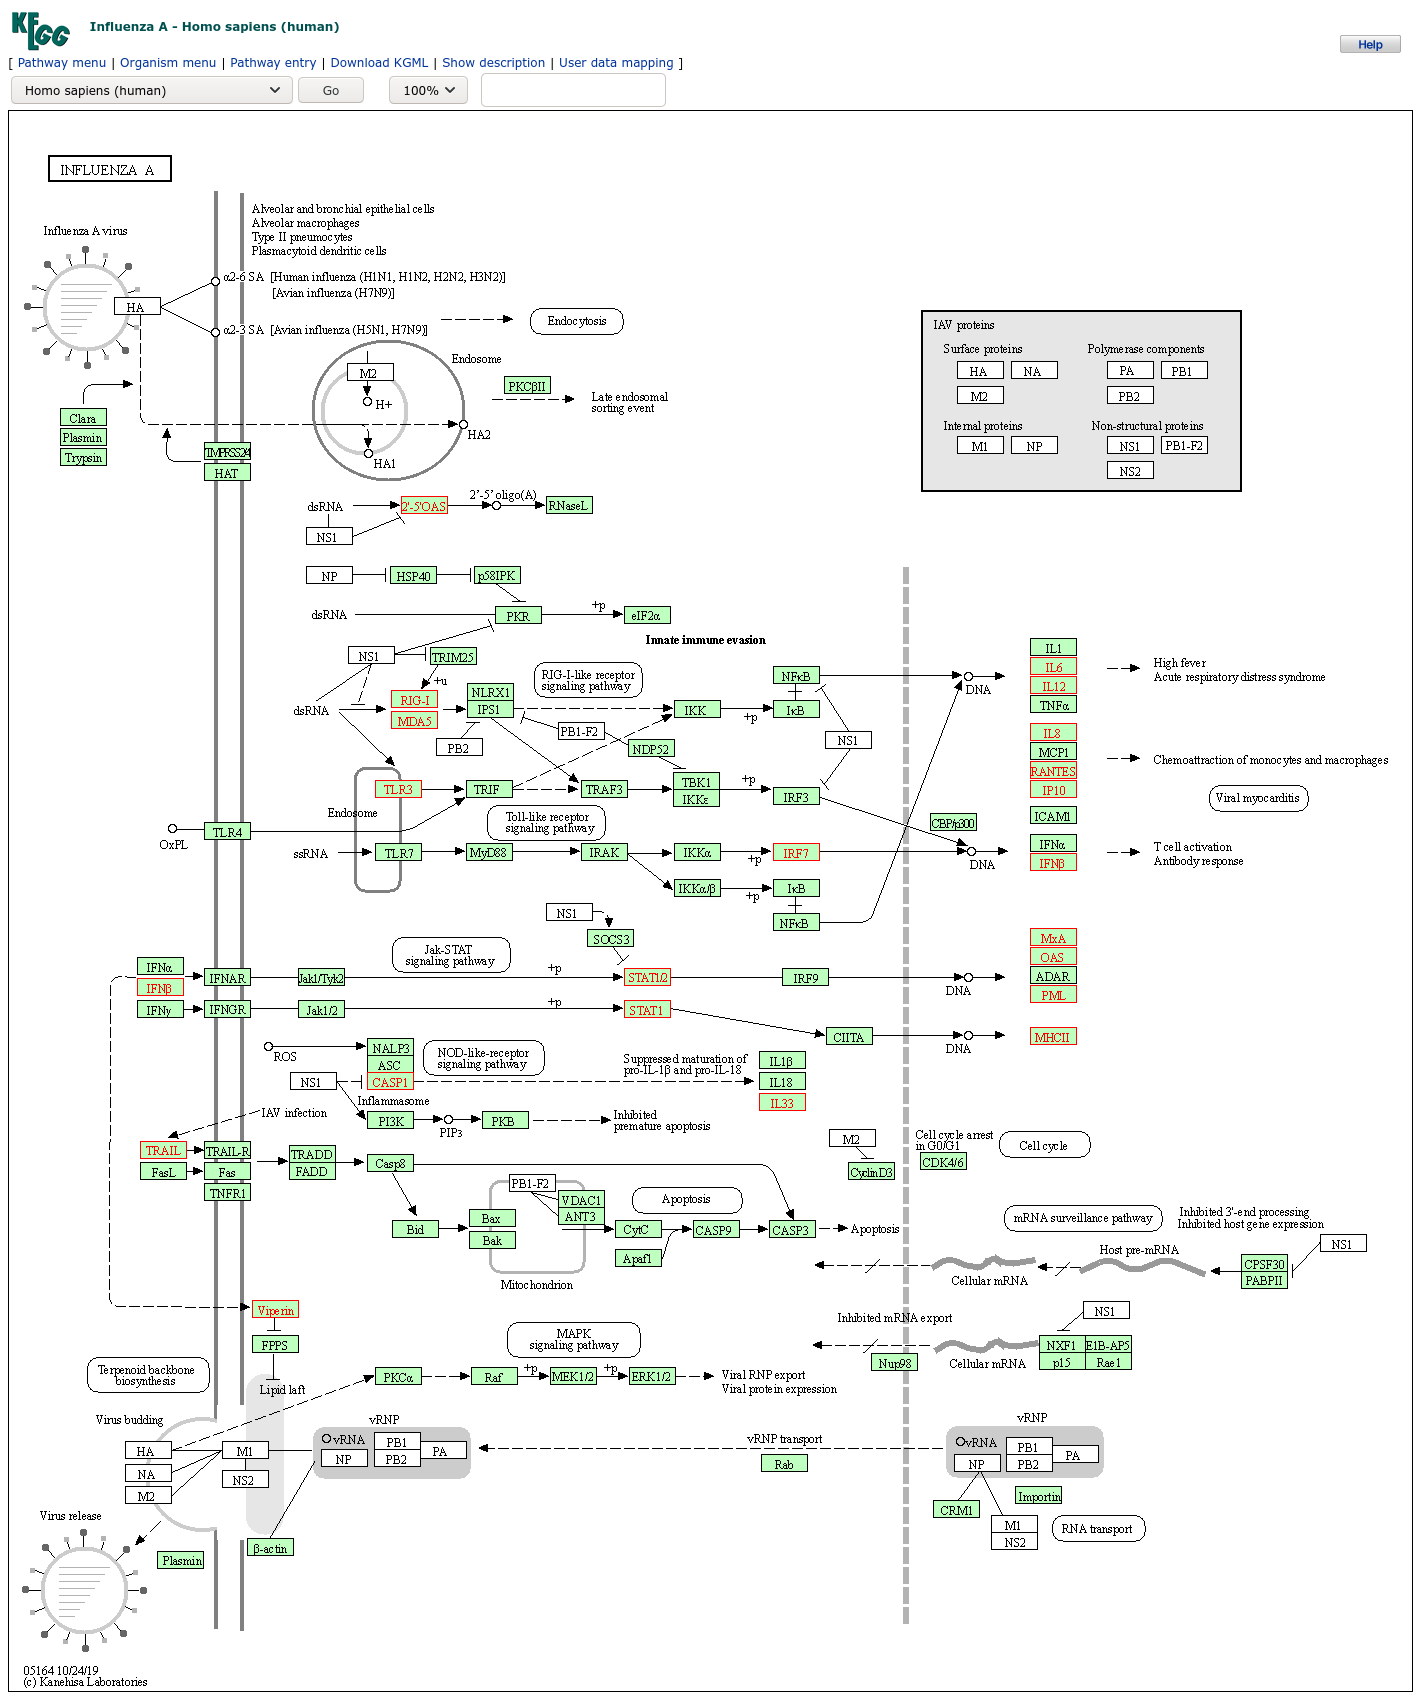 KEGG
Influenza A - Homo sapiens (human)
Help
[ Pathway menu | Organism menu | Pathway entry | Download KGML | Show description | User data mapping ]
Homo sapiens (human)
Go
100%
INFLUENZA A
Alveolar and bronchial epithelial cells
Alveolar macrophages
Type II pneumocytes
Plasmacytoid dendritic cells
Influenza A virus
HA
α2-6 SA [Human influenza (H1N1, H1N2, H2N2, H3N2)]
[Avian influenza (H7N9)]
α2-3 SA [Avian influenza (H5N1, H7N9)]
Endocytosis
Endosome
M2
H+
HA2
HA1
PKCβII
Late endosomal
sorting event
Clara
Plasmin
Trypsin
TMPRSS2/4
HAT
IAV proteins
Surface proteins
HA
NA
M2
Polymerase components
PA
PB1
PB2
Internal proteins
M1
NP
Non-structural proteins
NS1
PB1-F2
NS2
dsRNA
2'-5'OAS
2'-5' oligo(A)
RNaseL
NS1
NP
HSP40
p58IPK
dsRNA
PKR
+p
eIF2α
Innate immune evasion
NS1
TRIM25
+u
RIG-I
MDA5
dsRNA
NLRX1
IPS1
PB2
RIG-I-like receptor
signaling pathway
PB1-F2
NDP52
IKK
+p
NFκB
IκB
NS1
DNA
TLR3
TRIF
TRAF3
TBK1
IKKε
+p
IRF3
Endosome
Toll-like receptor
signaling pathway
CBP/p300
OxPL
TLR4
ssRNA
TLR7
MyD88
IRAK
IKKα
+p
IRF7
DNA
IKKα/β
+p
IκB
NFκB
IL1
IL6
IL12
TNFα
High fever
Acute respiratory distress syndrome
IL8
MCP1
RANTES
IP10
Chemoattraction of monocytes and macrophages
Viral myocarditis
ICAM1
IFNα
IFNβ
T cell activation
Antibody response
NS1
SOCS3
Jak-STAT
signaling pathway
IFNα
IFNβ
IFNγ
IFNAR
IFNGR
Jak1/Tyk2
Jak1/2
+p
+p
STAT1/2
STAT1
IRF9
DNA
MxA
OAS
ADAR
PML
CIITA
DNA
MHCII
ROS
NALP3
ASC
CASP1
NS1
Inflammasome
NOD-like-receptor
signaling pathway
Suppressed maturation of
pro-IL-1β and pro-IL-18
IL1β
IL18
IL33
IAV infection
PI3K
PIP3
PKB
Inhibited
premature apoptosis
M2
CyclinD3
Cell cycle arrest
in G0/G1
CDK4/6
Cell cycle
TRAIL
FasL
TRAIL-R
Fas
TNFR1
TRADD
FADD
Casp8
Bid
Bax
Bak
PB1-F2
VDAC1
ANT3
Mitochondrion
Apoptosis
CytC
Apaf1
CASP9
CASP3
Apoptosis
mRNA surveillance pathway
Inhibited 3'-end processing
Inhibited host gene expression
NS1
Host pre-mRNA
CPSF30
PABPII
Cellular mRNA
Viperin
FPPS
Lipid laft
Inhibited mRNA export
NS1
NXF1
E1B-AP5
p15
Rae1
Nup98
Cellular mRNA
MAPK
signaling pathway
Terpenoid backbone
biosynthesis
PKCα
Raf
+p
MEK1/2
+p
ERK1/2
Viral RNP export
Viral protein expression
Virus budding
HA
NA
M2
M1
NS2
vRNP
vRNA
NP
PB1
PB2
PA
vRNP transport
Rab
vRNP
vRNA
NP
PB1
PB2
PA
CRM1
Importin
M1
NS2
RNA transport
Virus release
Plasmin
β-actin
05164 10/24/19
(c) Kanehisa Laboratories